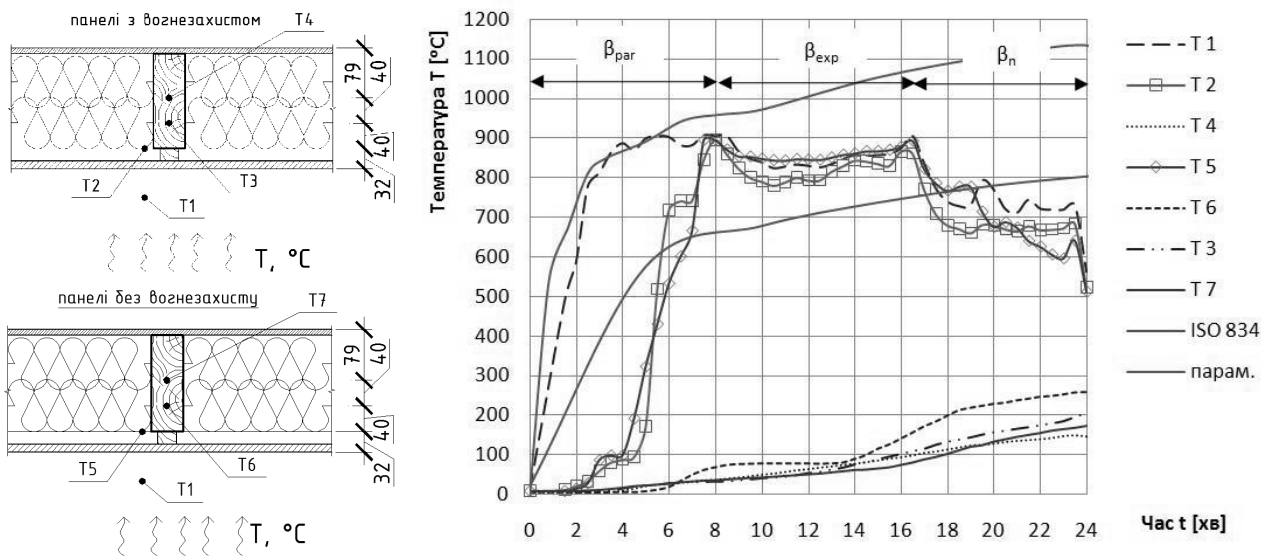 панелі з вогнезахистом
T4
79
40
40
32
T2
T3
T1
T, °C
панелі без вогнезахисту
T7
79
40
40
32
T5
T6
T1
T, °C
Температура T [°C]
1200
1100
1000
900
800
700
600
500
400
300
200
100
0
βpar
βexp
βn
0 2 4 6 8 10 12 14 16 18 20 22 24
Час t [хв]
T 1
T 2
T 4
T 5
T 6
T 3
T 7
ISO 834
парам.